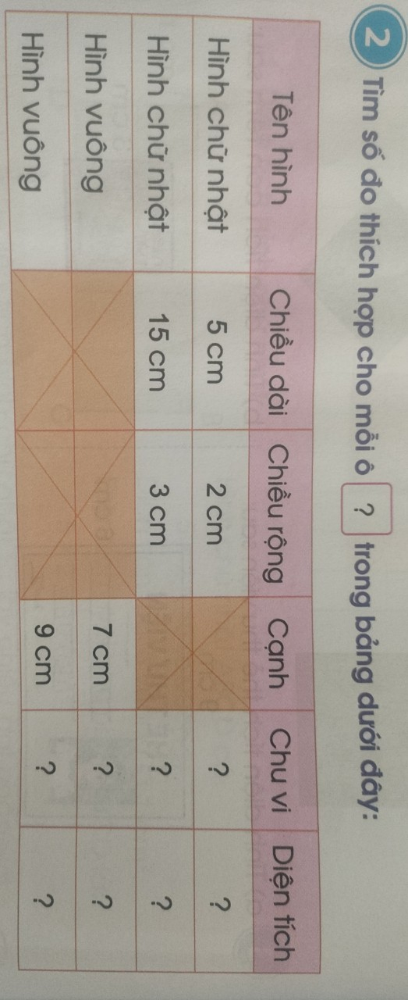 2 Tìm số đo thích hợp cho mỗi ô ? trong bảng dưới đây:
Tên hình Chiều dài Chiều rộng Cạnh Chu vi Diện tích
Hình chữ nhật 5 cm 2 cm ? ?
Hình chữ nhật 15 cm 3 cm ? ?
Hình vuông 7 cm ? ?
Hình vuông 9 cm ? ?